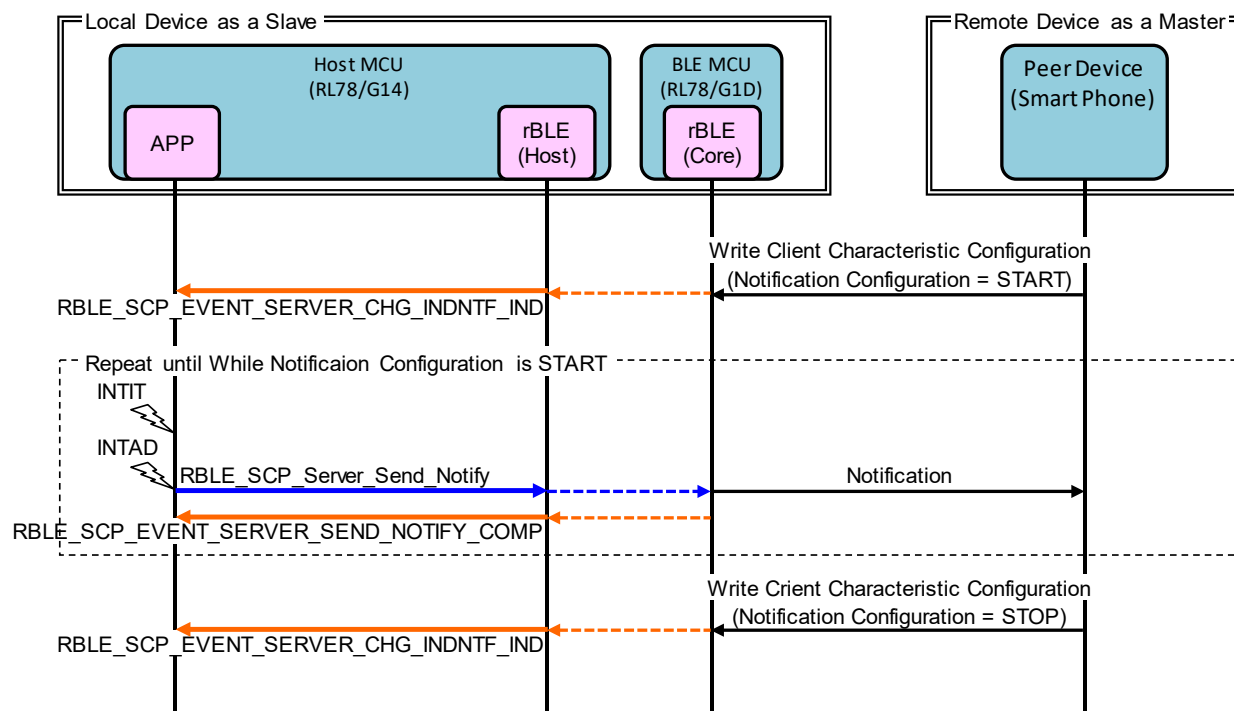 Local Device as a Slave
Remote Device as a Master
Host MCU
(RL78/G14)
BLE MCU
(RL78/G1D)
Peer Device
(Smart Phone)
APP
rBLE
(Host)
rBLE
(Core)
Write Client Characteristic Configuration
(Notification Configuration = START)
RBLE_SCP_EVENT_SERVER_CHG_INDNTF_IND
Repeat until While Notificaion Configuration is START
INTIT
INTAD
RBLE_SCP_Server_Send_Notify
Notification
RBLE_SCP_EVENT_SERVER_SEND_NOTIFY_COMP
Write Crient Characteristic Configuration
(Notification Configuration = STOP)
RBLE_SCP_EVENT_SERVER_CHG_INDNTF_IND